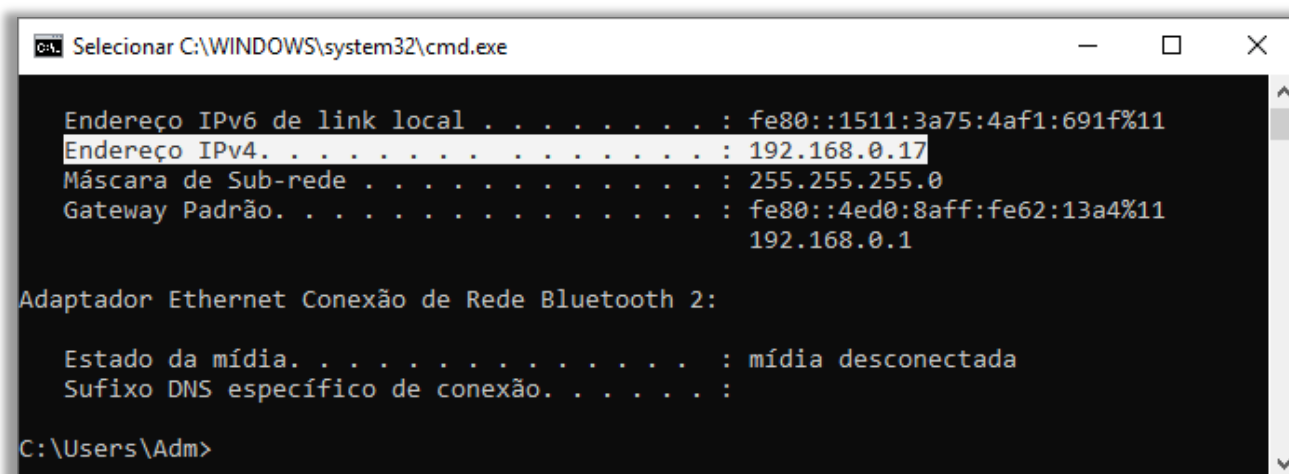 Selecionar C:\WINDOWS\system32\cmd.exe
Endereço IPv6 de link local . . . . . . . . : fe80::1511:3a75:4af1:691f%11
Endereço IPv4. . . . . . . . . . . . . . . : 192.168.0.17
Máscara de Sub-rede . . . . . . . . . . . . : 255.255.255.0
Gateway Padrão. . . . . . . . . . . . . . . : fe80::4ed0:8aff:fe62:13a4%11
192.168.0.1
Adaptador Ethernet Conexão de Rede Bluetooth 2:
Estado da mídia. . . . . . . . . . . . . . : mídia desconectada
Sufixo DNS específico de conexão. . . . . . :
C:\Users\Adm>